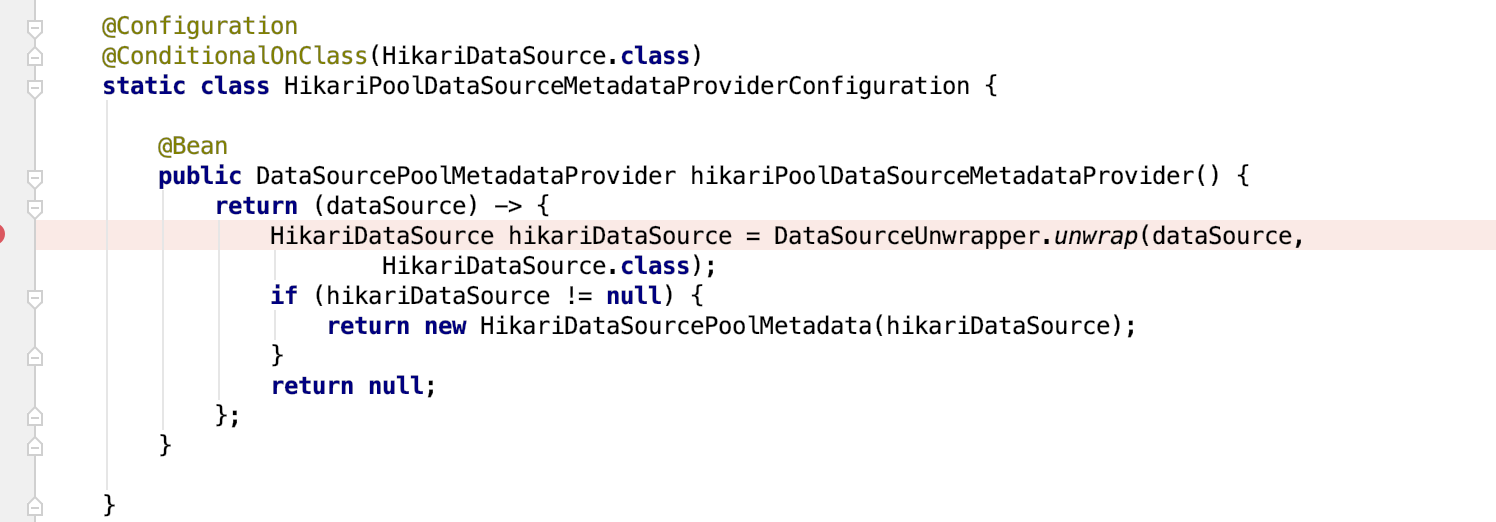 @Configuration
@ConditionalOnClass(HikariDataSource.class)
static class HikariPoolDataSourceMetadataProviderConfiguration {
@Bean
public DataSourcePoolMetadataProvider hikariPoolDataSourceMetadataProvider() {
return (dataSource) -> {
HikariDataSource hikariDataSource = DataSourceUnwrapper.unwrap(dataSource,
HikariDataSource.class);
if (hikariDataSource != null) {
return new HikariDataSourcePoolMetadata(hikariDataSource);
}
return null;
};
}
}